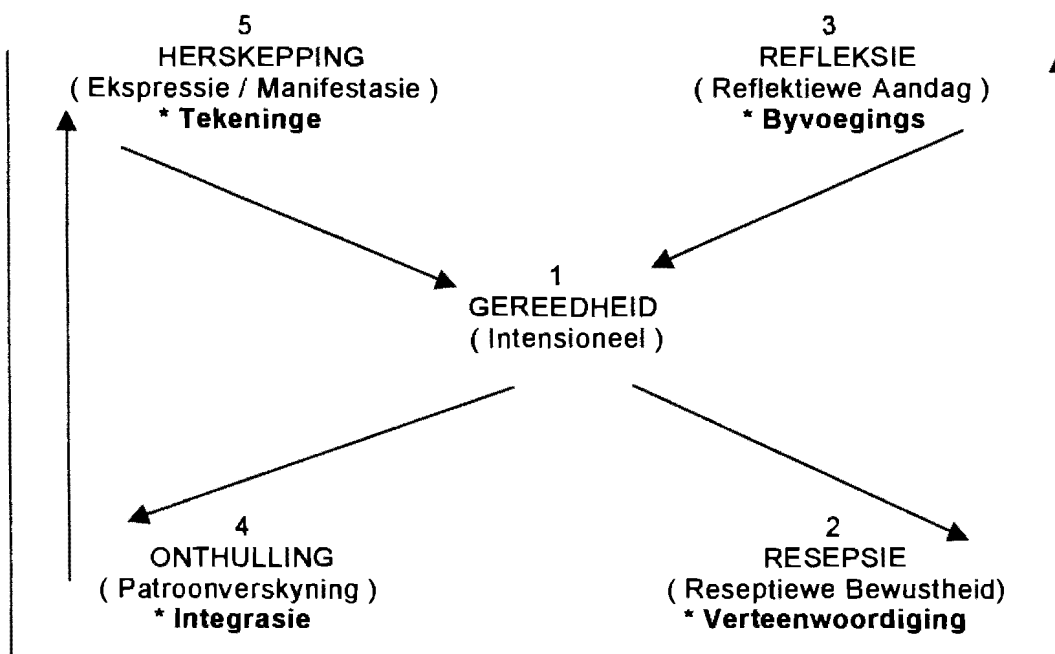 5
HERSKEPPING
( Ekspressie / Manifestasie )
* Tekeninge
3
REFLEKSIE
( Reflektiewe Aandag )
* Byvoegings
1
GEREEDHEID
( Intensioneel )
4
ONTHULLING
( Patroonverskyning )
* Integrasie
2
RESEPSIE
( Reseptiewe Bewustheid)
* Verteenwoordiging